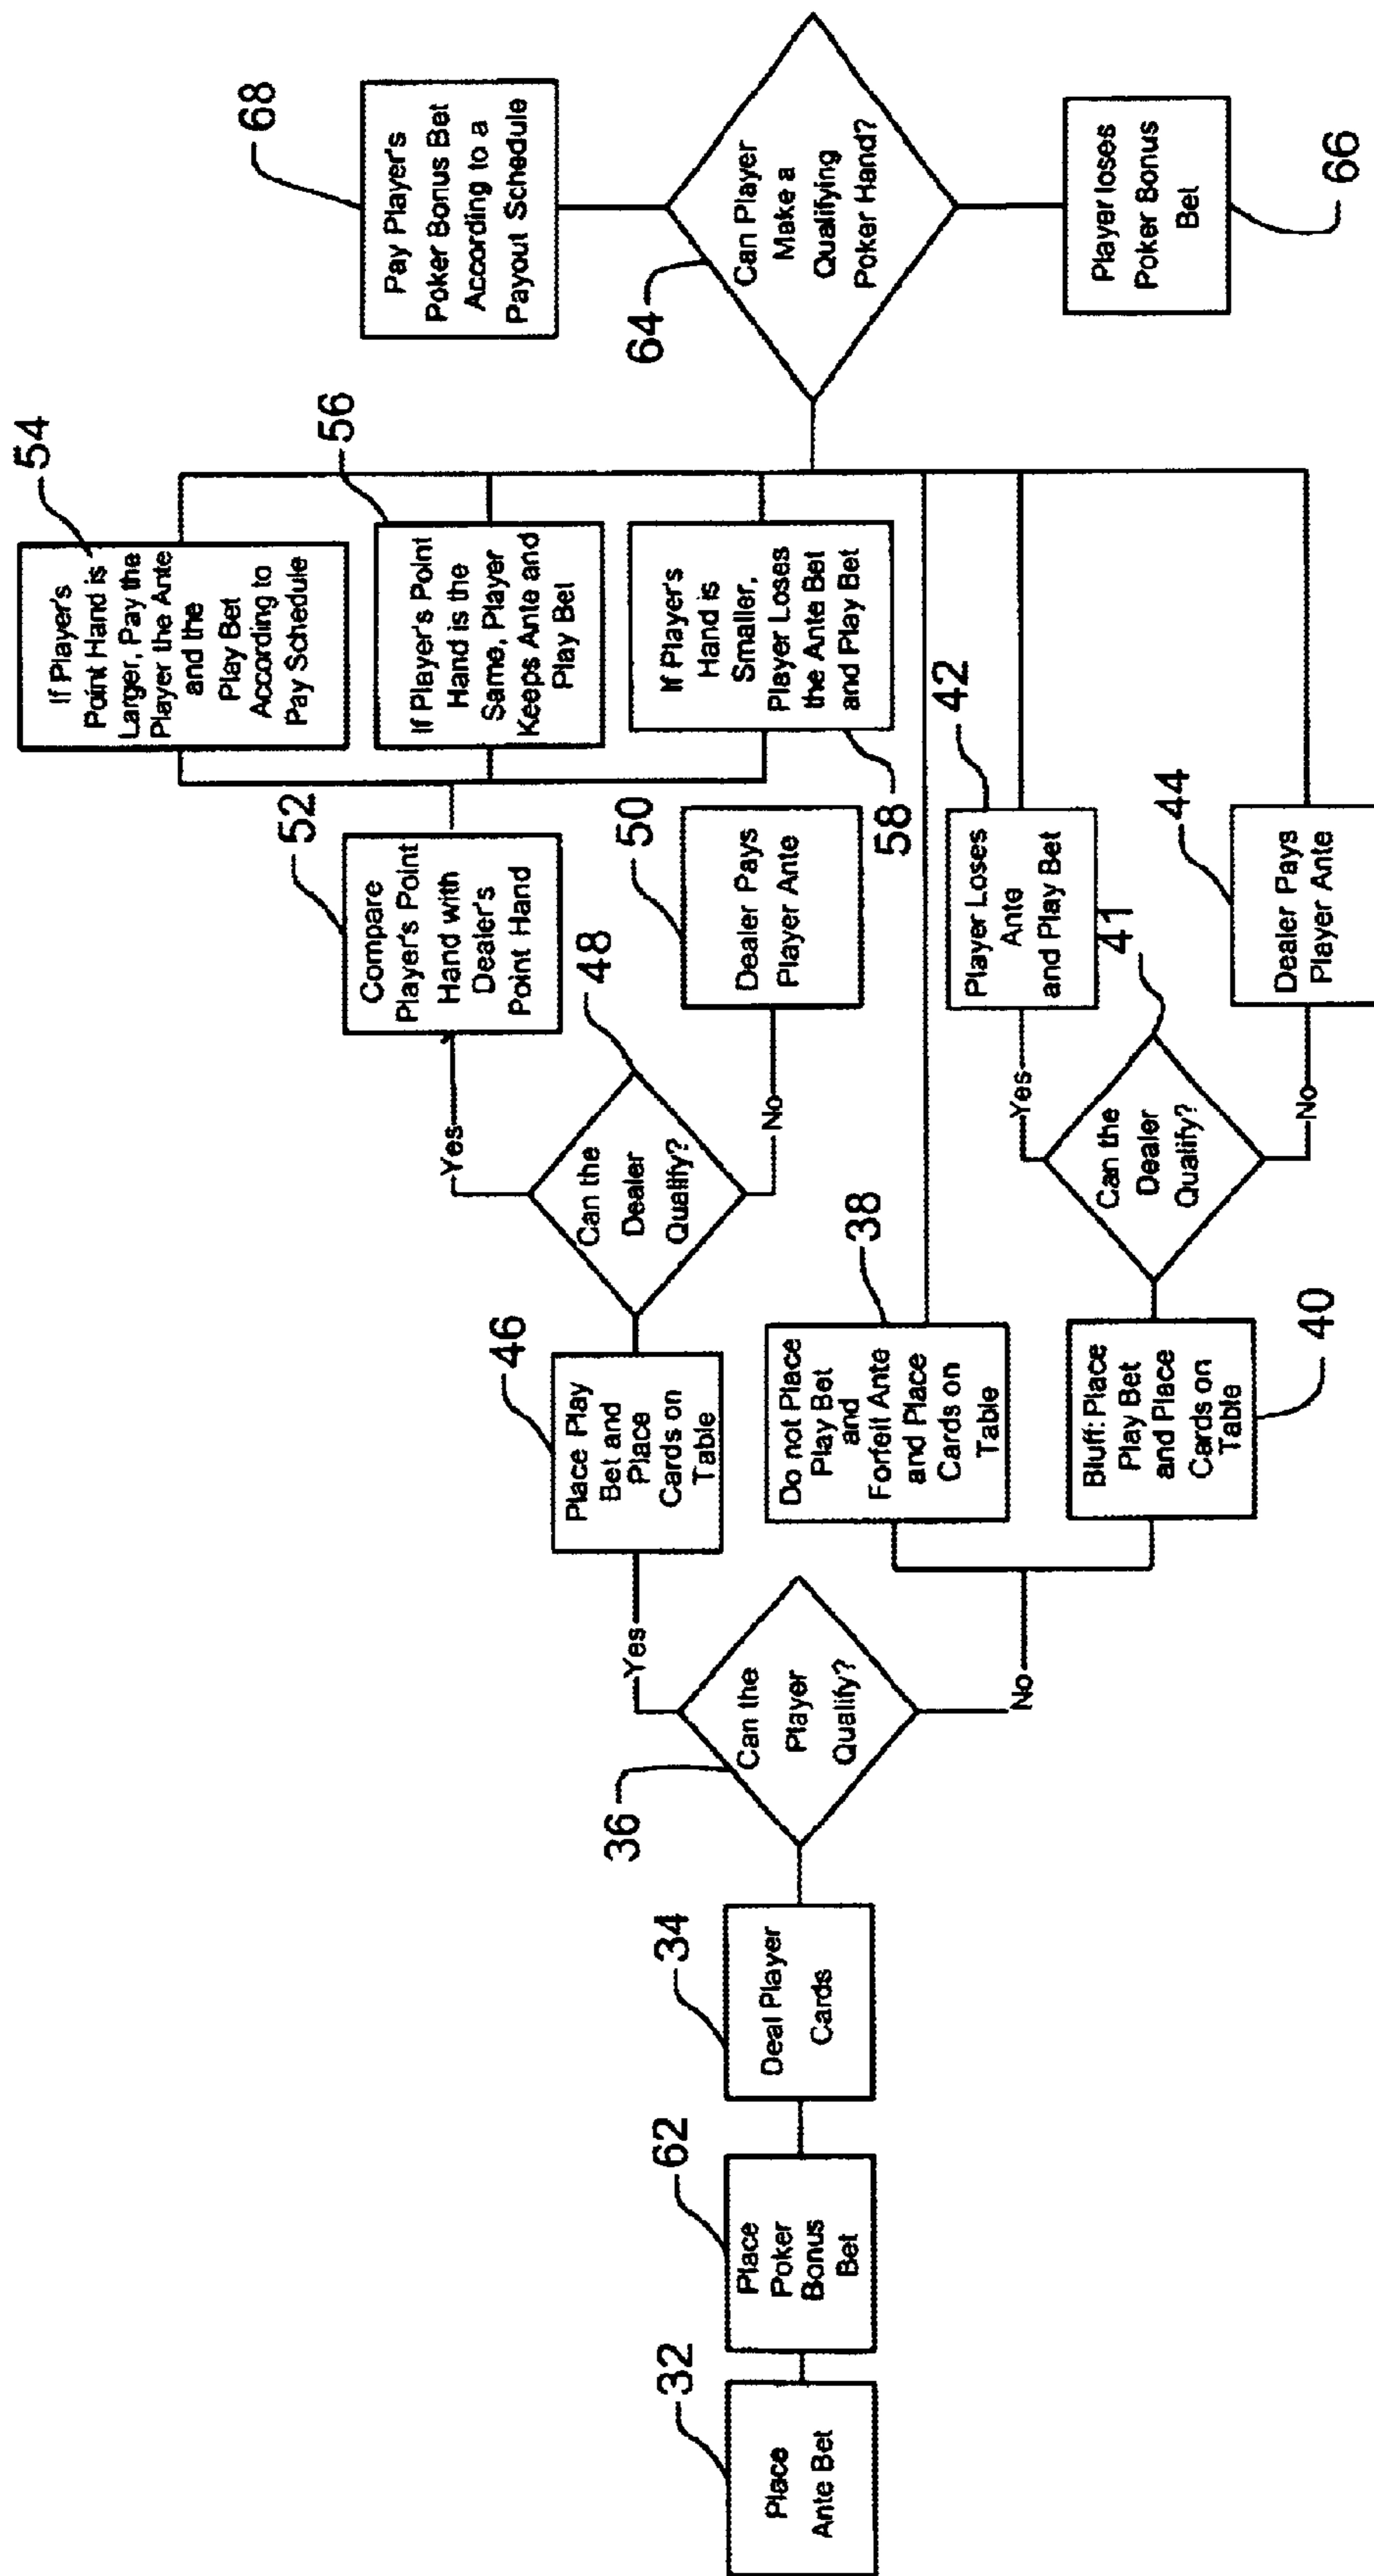 32
Place
Ante Bet
62
Place
Poker
Bonus
Bet
34
Deal Player
Cards
36
Can the
Player
Qualify?
Yes
No
46
Place Play
Bet and
Place
Cards on
Table
38
Do not Place
Play Bet
and
Forfeit Ante
and Place
Cards on
Table
40
Bluff: Place
Play Bet
and Place
Cards on
Table
48
Can the
Dealer
Qualify?
Yes
No
41
Can the
Dealer
Qualify?
Yes
No
52
Compare
Player's Point
Hand with
Dealer's
Point Hand
50
Dealer Pays
Player Ante
42
Player Loses
Ante
and Play Bet
44
Dealer Pays
Player Ante
54
If Player's
Point Hand is
Larger, Pay the
Player the Ante
and the
Play Bet
According to
Pay Schedule
56
If Player's Point
Hand is the
Same, Player
Keeps Ante and
Play Bet
58
If Player's
Hand is
Smaller,
Player Loses
the Ante Bet
and Play Bet
64
Can Player
Make a
Qualifying
Poker Hand?
68
Pay Player's
Poker Bonus Bet
According to a
Payout Schedule
66
Player loses
Poker Bonus
Bet